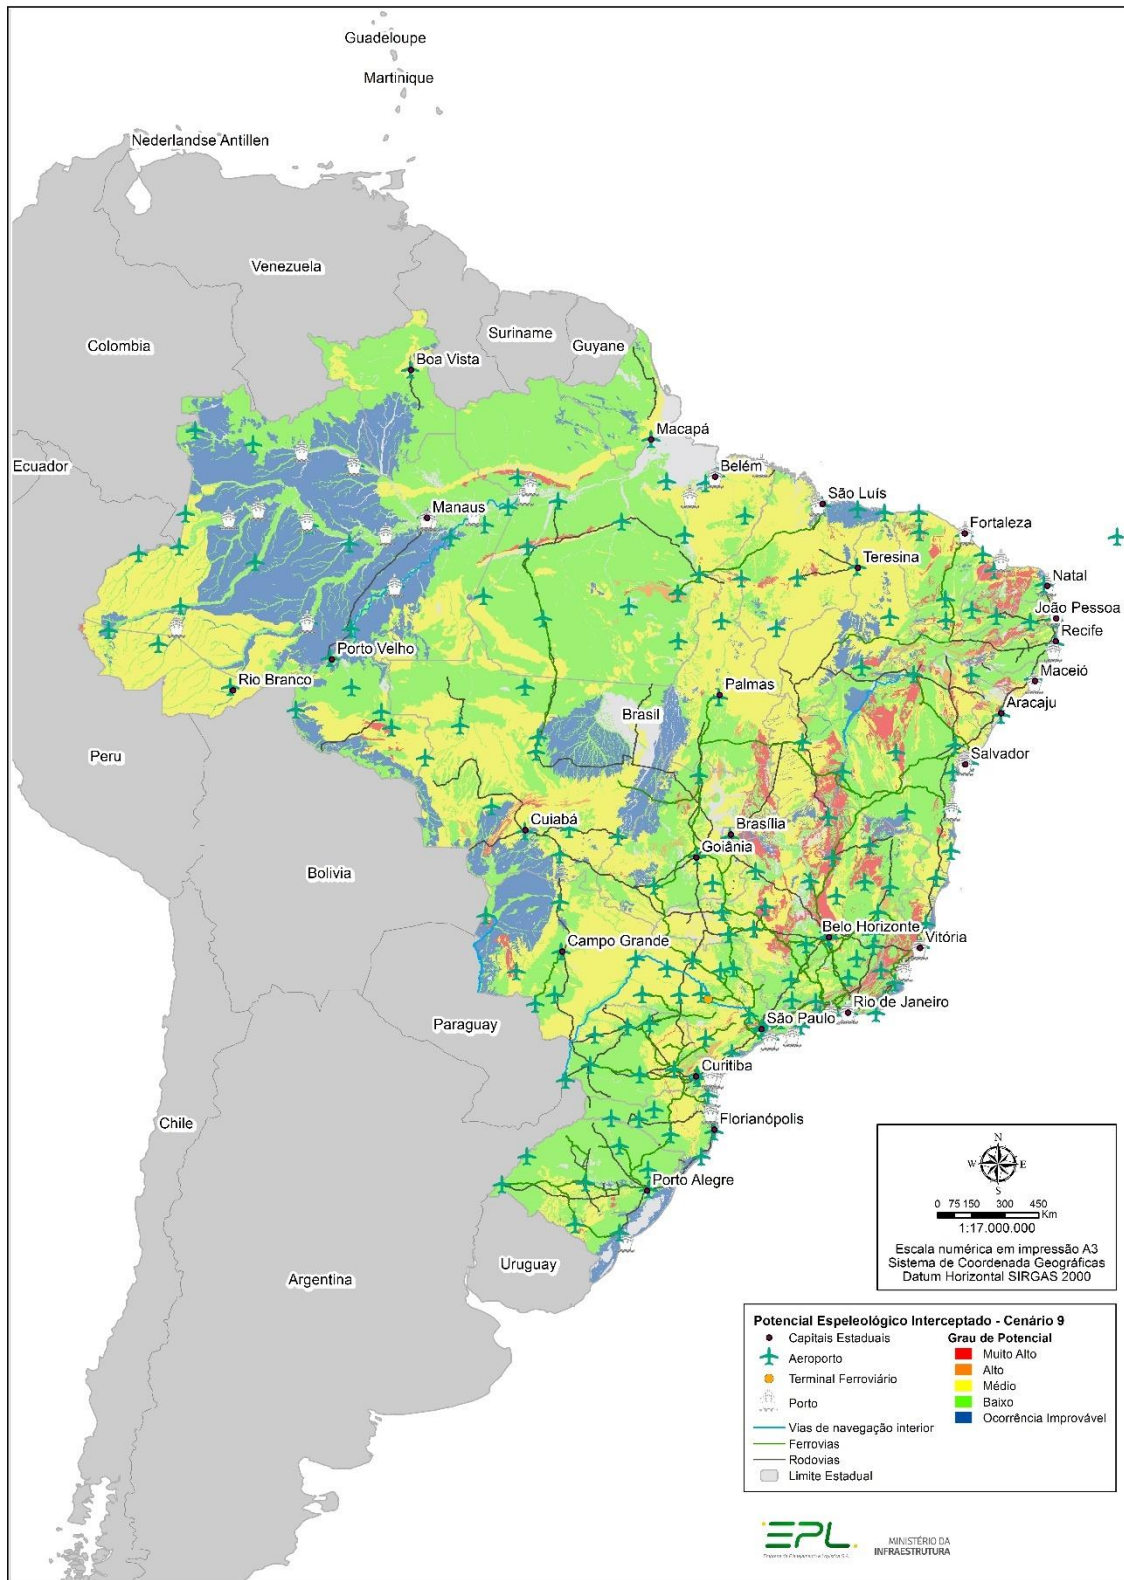 Guadeloupe
Martinique
Nederlandse Antillen
Venezuela
Suriname
Guyane
Colombia
Boa Vista
Macapá
Ecuador
Belém
São Luís
Manaus
Fortaleza
Teresina
Natal
João Pessoa
Recife
Porto Velho
Rio Branco
Maceió
Palmas
Aracaju
Brasil
Peru
Salvador
Cuiabá
Brasília
Goiânia
Bolivia
Belo Horizonte
Vitória
Campo Grande
Rio de Janeiro
São Paulo
Paraguay
Curitiba
Chile
Florianópolis
Porto Alegre
Uruguay
Argentina
N
W
E
S
0 75 150 300 450
Km
1:17.000.000
Escala numérica em impressão A3
Sistema de Coordenada Geográficas
Datum Horizontal SIRGAS 2000
Potencial Espeleológico Interceptado - Cenário 9
Capitais Estaduais
Aeroporto
Terminal Ferroviário
Porto
Vias de navegação interior
Ferrovias
Rodovias
Limite Estadual
Grau de Potencial
Muito Alto
Alto
Médio
Baixo
Ocorrência Improvável
EPL
MINISTÉRIO DA
INFRAESTRUTURA